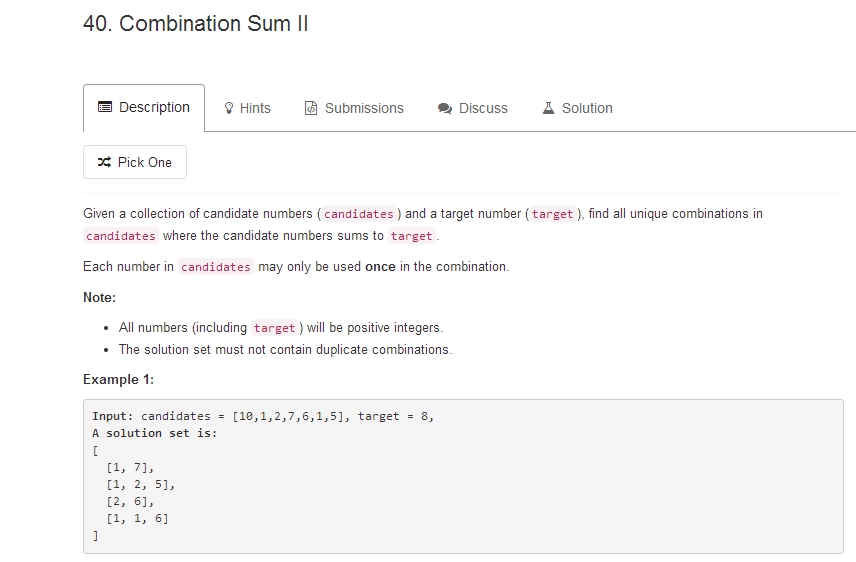 40. Combination Sum II
Description Hints Submissions Discuss Solution
Pick One
Given a collection of candidate numbers (candidates) and a target number (target), find all unique combinations in
candidates where the candidate numbers sums to target.
Each number in candidates may only be used once in the combination.
Note:
• All numbers (including target) will be positive integers.
• The solution set must not contain duplicate combinations.
Example 1:
Input: candidates = [10,1,2,7,6,1,5], target = 8,
A solution set is:
[
  [1, 7],
  [1, 2, 5],
  [2, 6],
  [1, 1, 6]
]